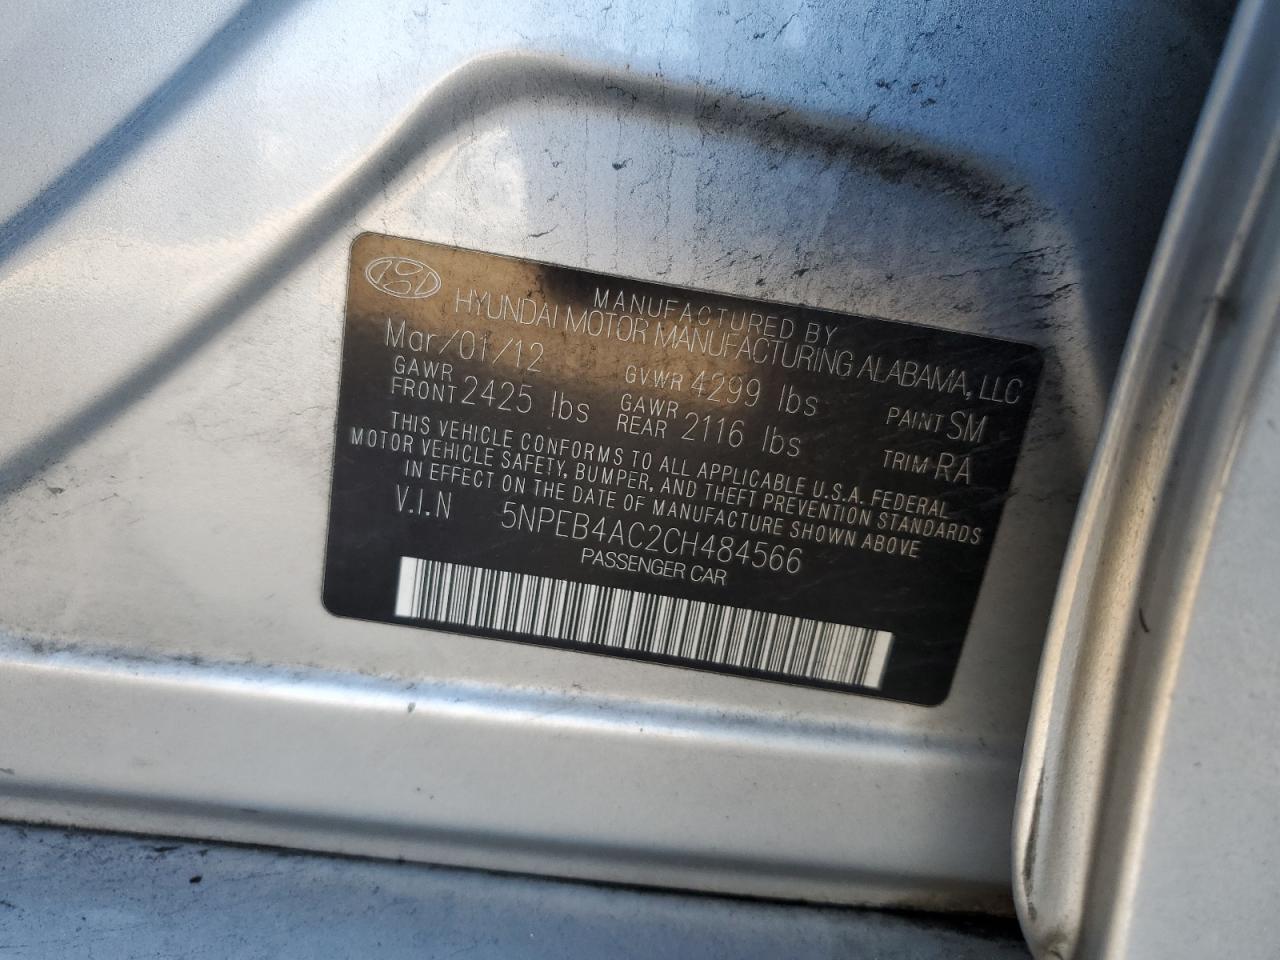 MANUFACTURED BY
HYUNDAI MOTOR MANUFACTURING ALABAMA, LLC
Mar/01/12 GVWR 4299 lbs PAINT SM
GAWR FRONT 2425 lbs GAWR REAR 2116 lbs TRIM RA
THIS VEHICLE CONFORMS TO ALL APPLICABLE U.S.A. FEDERAL
MOTOR VEHICLE SAFETY, BUMPER, AND THEFT PREVENTION STANDARDS
IN EFFECT ON THE DATE OF MANUFACTURE SHOWN ABOVE
V.I.N 5NPEB4AC2CH484566
PASSENGER CAR